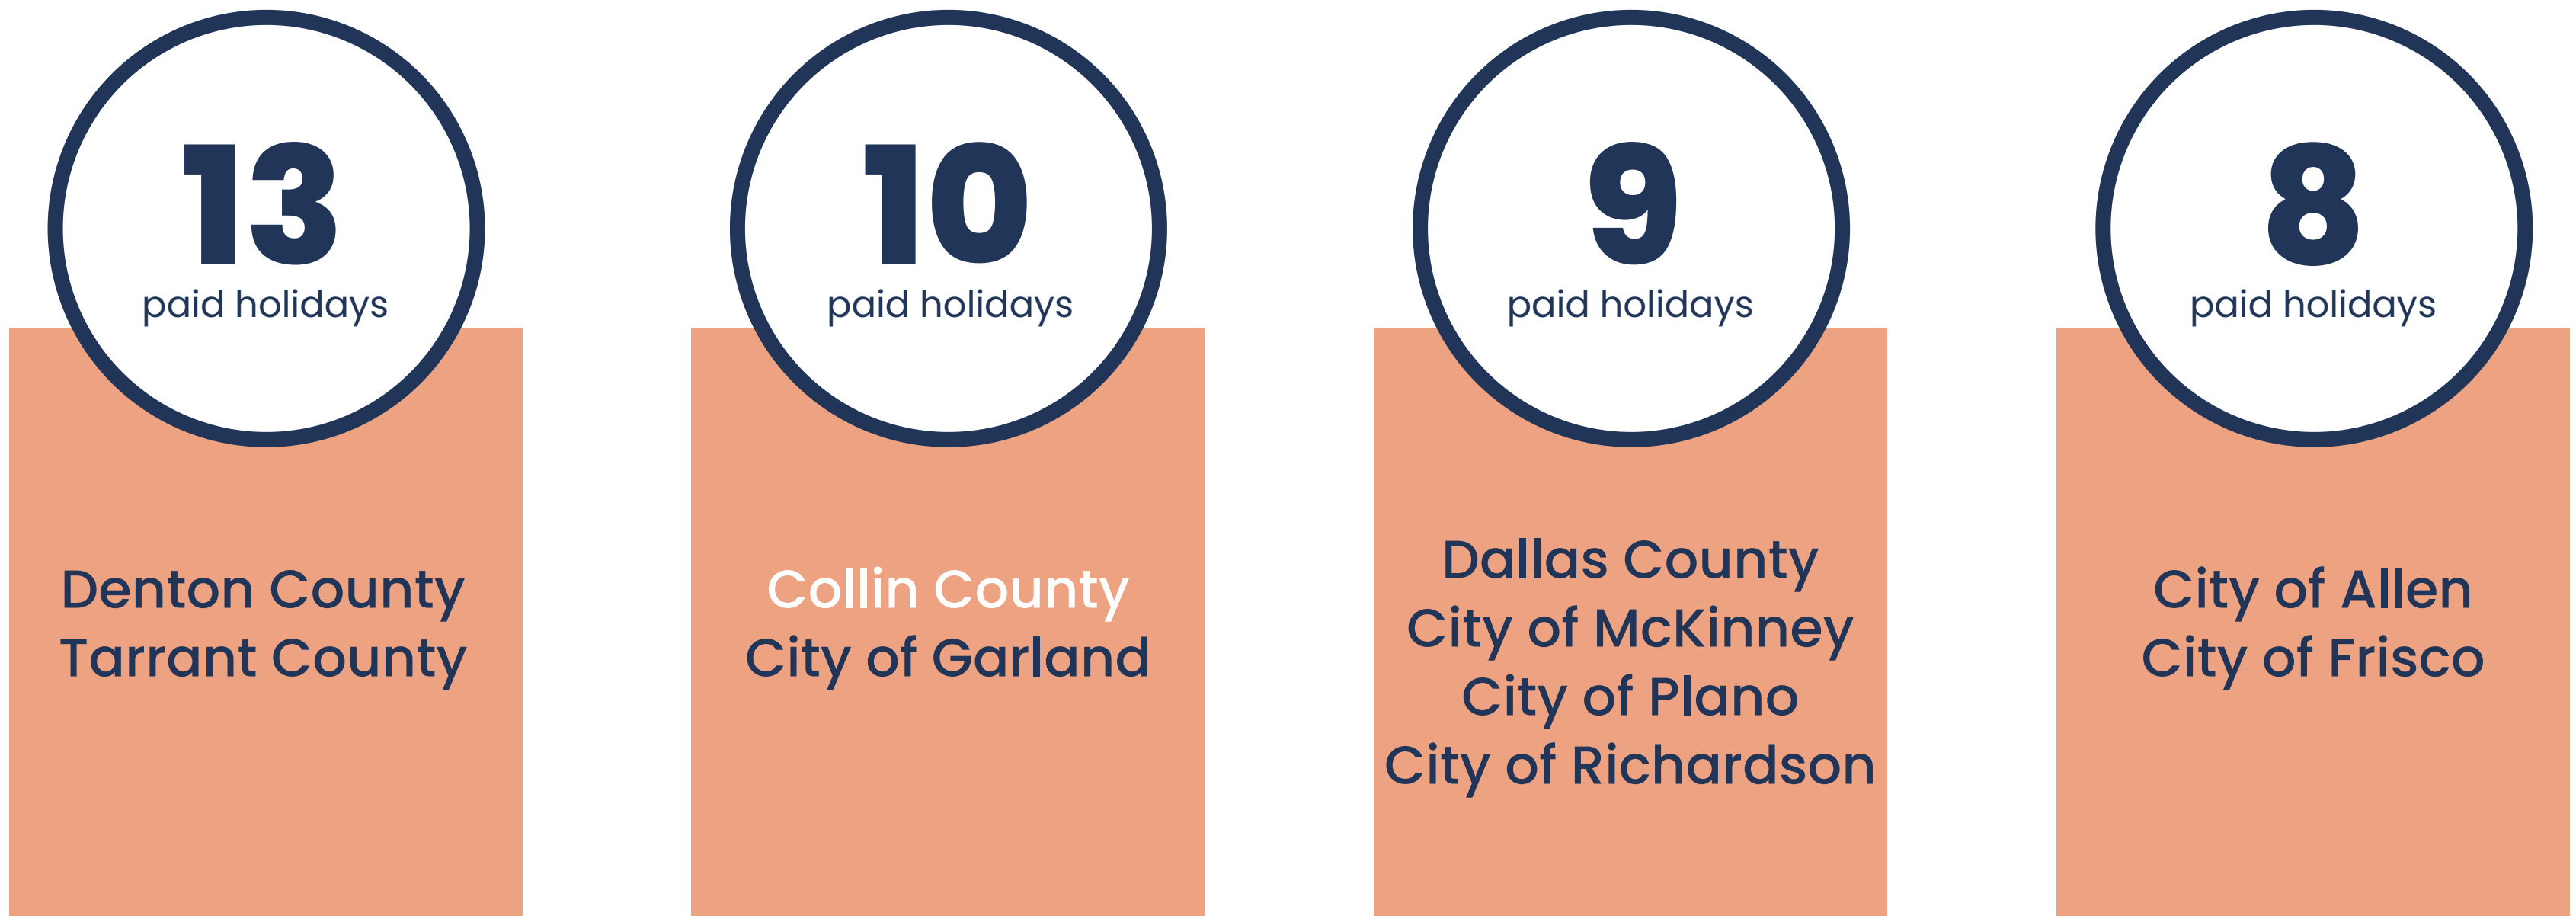 13
paid holidays
Denton County
Tarrant County
10
paid holidays
Collin County
City of Garland
9
paid holidays
Dallas County
City of McKinney
City of Plano
City of Richardson
8
paid holidays
City of Allen
City of Frisco